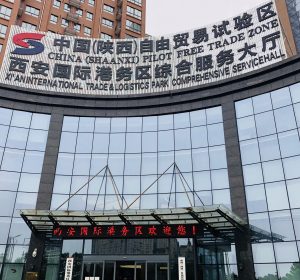 中国(陕西)自由贸易试验区
CHINA (SHAANXI) PILOT FREE TRADE ZONE
西安国际港务区综合服务大厅
XI'AN INTERNATIONAL TRADE & LOGISTICS PARK COMPREHENSIVE SERVICE HALL
西安国际港务区欢迎您!